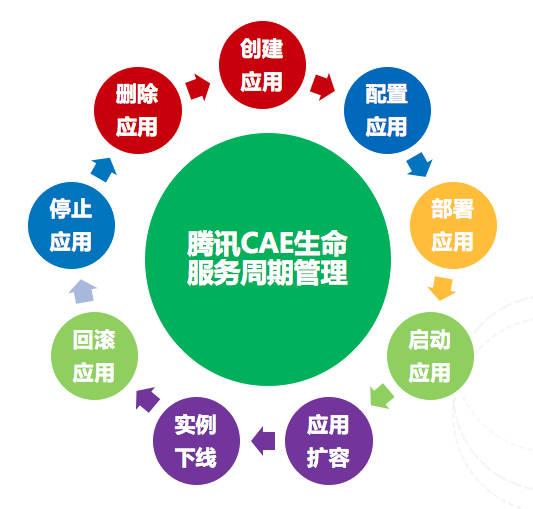 创建
应用
配置
应用
部署
应用
启动
应用
应用
扩容
实例
下线
回滚
应用
停止
应用
删除
应用
腾讯CAE生命
服务周期管理